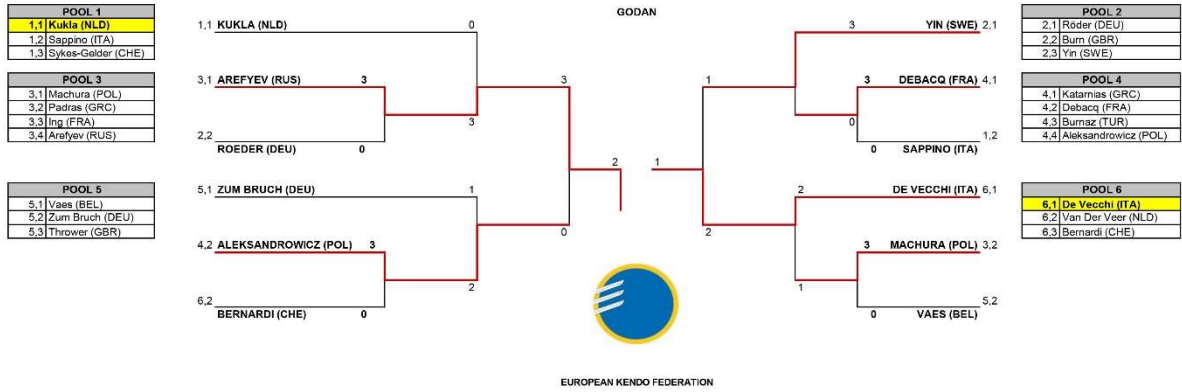 GODAN
POOL 1
1,1 Kukla (NLD)
1,2 Sappino (ITA)
1,3 Sykes-Gelder (CHE)
POOL 3
3,1 Machura (POL)
3,2 Padras (GRC)
3,3 Ing (FRA)
3,4 Arefyev (RUS)
POOL 5
5,1 Vaes (BEL)
5,2 Zum Bruch (DEU)
5,3 Thrower (GBR)
1,1 KUKLA (NLD) 0
3,1 AREFYEV (RUS) 3
3
3
2,2
ROEDER (DEU) 0
2
5,1 ZUM BRUCH (DEU) 1
4,2 ALEKSANDROWICZ (POL) 3
0
2
6,2
BERNARDI (CHE) 0
3 YIN (SWE) 2,1
1
3 DEBACQ (FRA) 4,1
0
1,2
0 SAPPINO (ITA)
1
2 DE VECCHI (ITA) 6,1
2
3 MACHURA (POL) 3,2
1
5,2
0 VAES (BEL)
POOL 2
2,1 Röder (DEU)
2,2 Burn (GBR)
2,3 Yin (SWE)
POOL 4
4,1 Katarnias (GRC)
4,2 Debacq (FRA)
4,3 Burnaz (TUR)
4,4 Aleksandrowicz (POL)
POOL 6
6,1 De Vecchi (ITA)
6,2 Van Der Veer (NLD)
6,3 Bernardi (CHE)
EUROPEAN KENDO FEDERATION